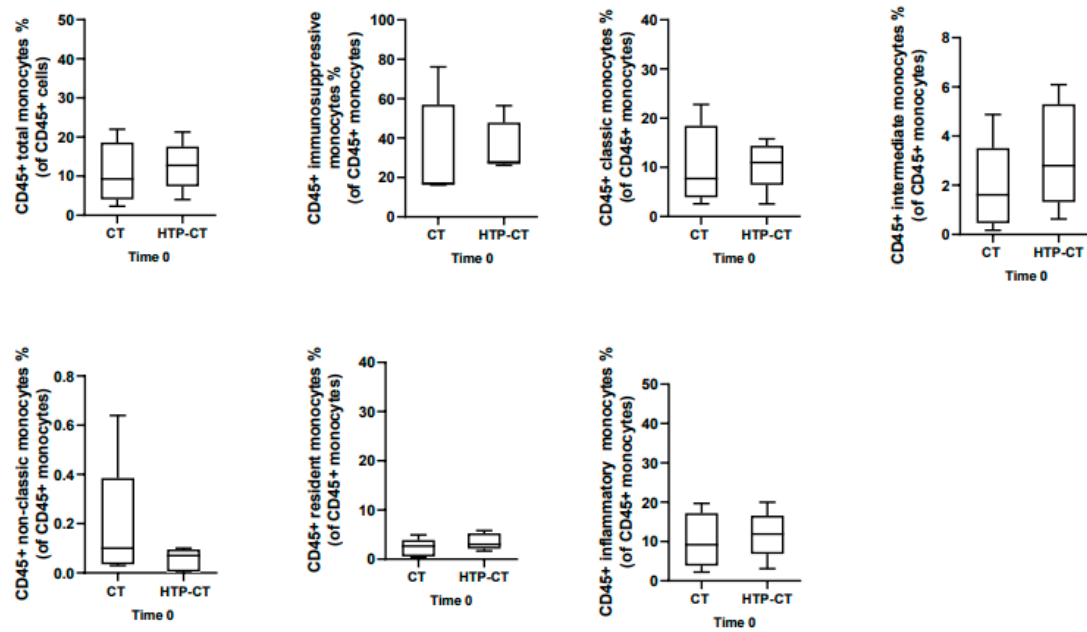 CD45+ total monocytes %
(of CD45+ cells)
50
40
30
20
10
0
CT
HTP-CT
Time 0
CD45+ immunosuppressive
monocytes %
(of CD45+ monocytes)
100
80
60
40
20
0
CT
HTP-CT
Time 0
CD45+ classic monocytes %
(of CD45+ monocytes)
40
30
20
10
0
CT
HTP-CT
Time 0
CD45+ intermediate monocytes %
(of CD45+ monocytes)
8
6
4
2
0
CT
HTP-CT
Time 0
CD45+ non-classic monocytes %
(of CD45+ monocytes)
0.8
0.6
0.4
0.2
0.0
CT
HTP-CT
Time 0
CD45+ resident monocytes %
(of CD45+ monocytes)
40
30
20
10
0
CT
HTP-CT
Time 0
CD45+ inflammatory monocytes %
(of CD45+ monocytes)
50
40
30
20
10
0
CT
HTP-CT
Time 0